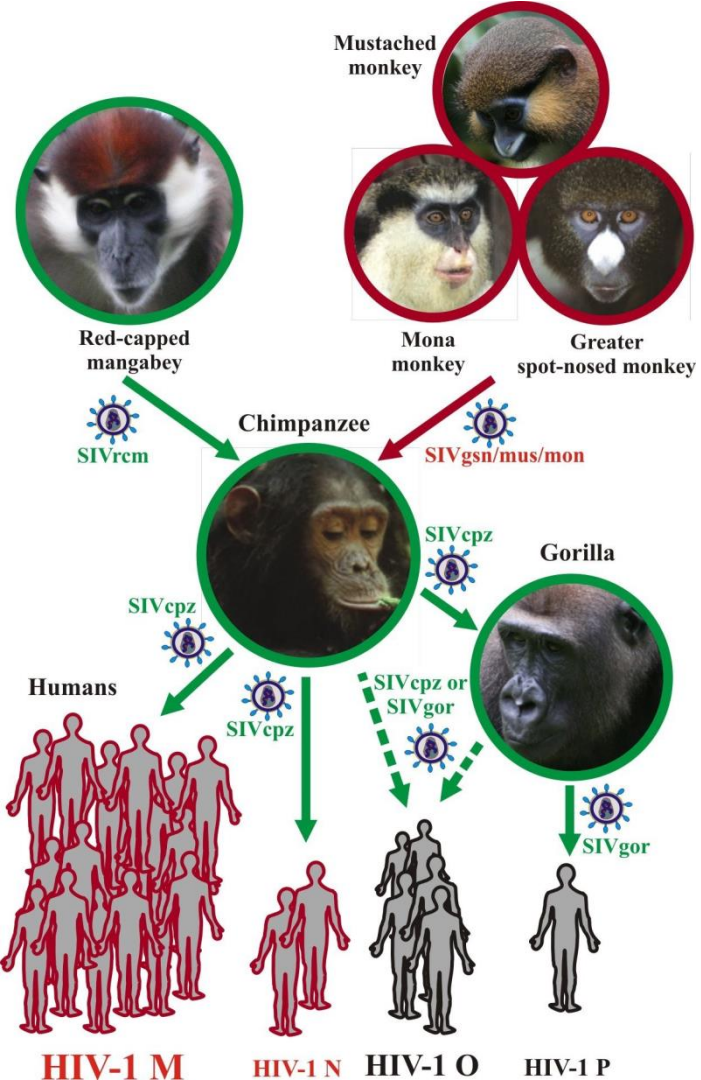 Mustached
monkey
Red-capped
mangabey
Mona
monkey
Greater
spot-nosed monkey
SIVrcm
Chimpanzee
SIVgsn/mus/mon
SIVcpz
Gorilla
SIVcpz
Humans
SIVcpz
SIVcpz or
SIVgor
SIVgor
HIV-1 M
HIV-1 N
HIV-1 O
HIV-1 P